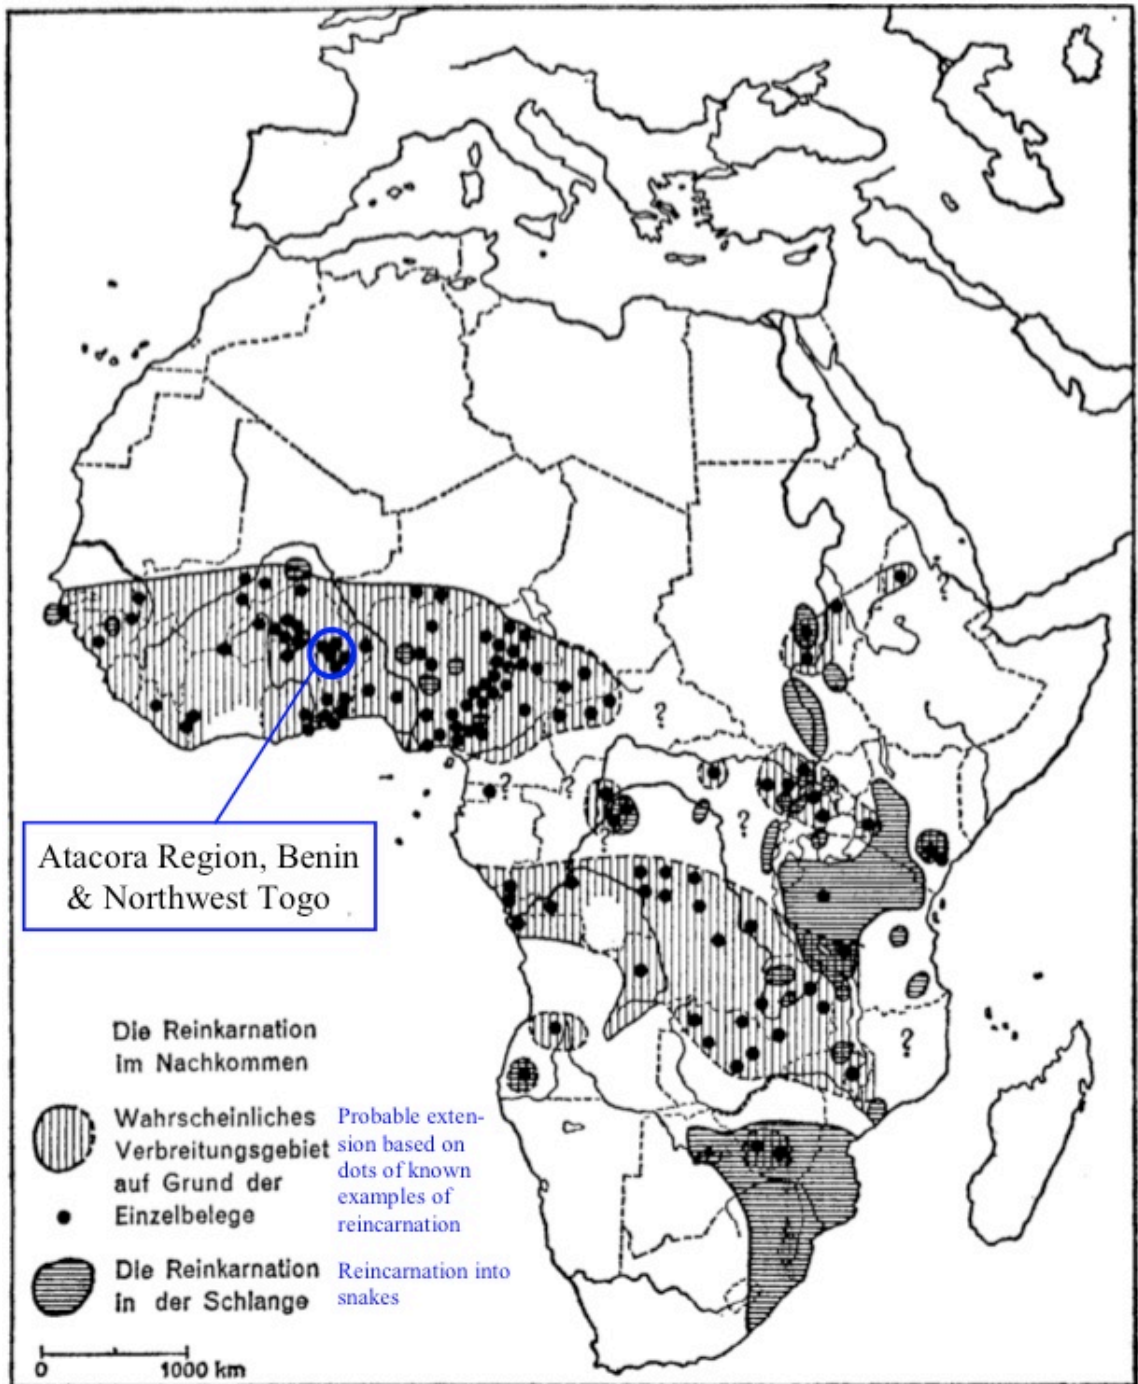 ?
?
?
?
?
Atacora Region, Benin
& Northwest Togo
?
Die Reinkarnation
im Nachkommen
Wahrscheinliches
Verbreitungsgebiet
auf Grund der
Einzelbelege
Probable exten-
sion based on
dots of known
examples of
reincarnation
Die Reinkarnation
in der Schlange
Reincarnation into
snakes
0 1000 km